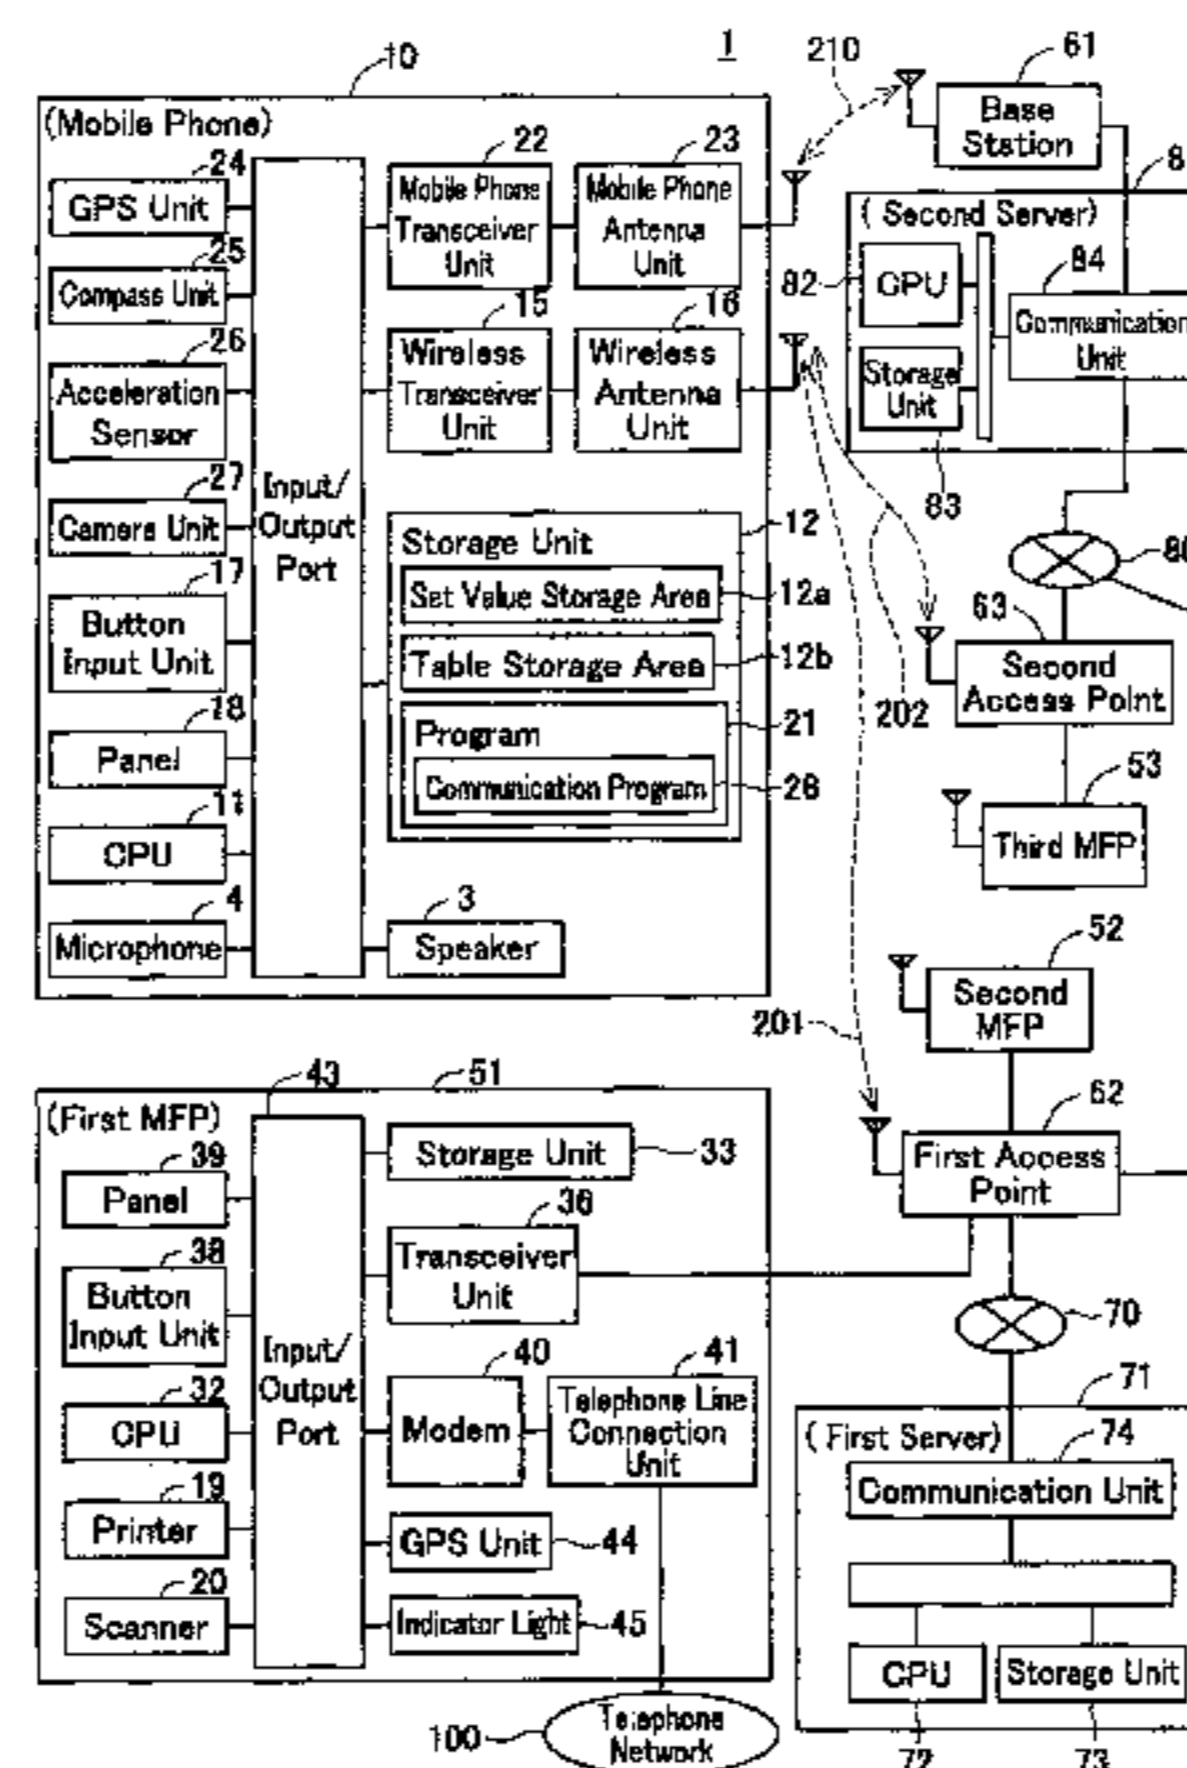 1
10
(Mobile Phone)
24
GPS Unit
25
Compass Unit
26
Acceleration
Sensor
27
Camera Unit
17
Button
Input Unit
18
Panel
11
CPU
4
Microphone
Input/
Output
Port
22
Mobile Phone
Transceiver
Unit
23
Mobile Phone
Antenna
Unit
15
Wireless
Transceiver
Unit
16
Wireless
Antenna
Unit
12
Storage Unit
Set Value Storage Area
12a
Table Storage Area
12b
Program
21
Communication Program
26
3
Speaker
210
61
Base
Station
8
(Second Server)
82
CPU
84
Communication
Unit
Storage
Unit
83
63
Second
Access Point
202
53
Third MFP
52
Second
MFP
201
62
First Access
Point
70
51
(First MFP)
43
39
Panel
38
Button
Input Unit
32
CPU
19
Printer
20
Scanner
Input/
Output
Port
Storage Unit
33
36
Transceiver
Unit
40
Modem
41
Telephone Line
Connection
Unit
GPS Unit
44
Indicator Light
45
100
Telephone
Network
71
(First Server)
74
Communication Unit
CPU
Storage Unit
72
73